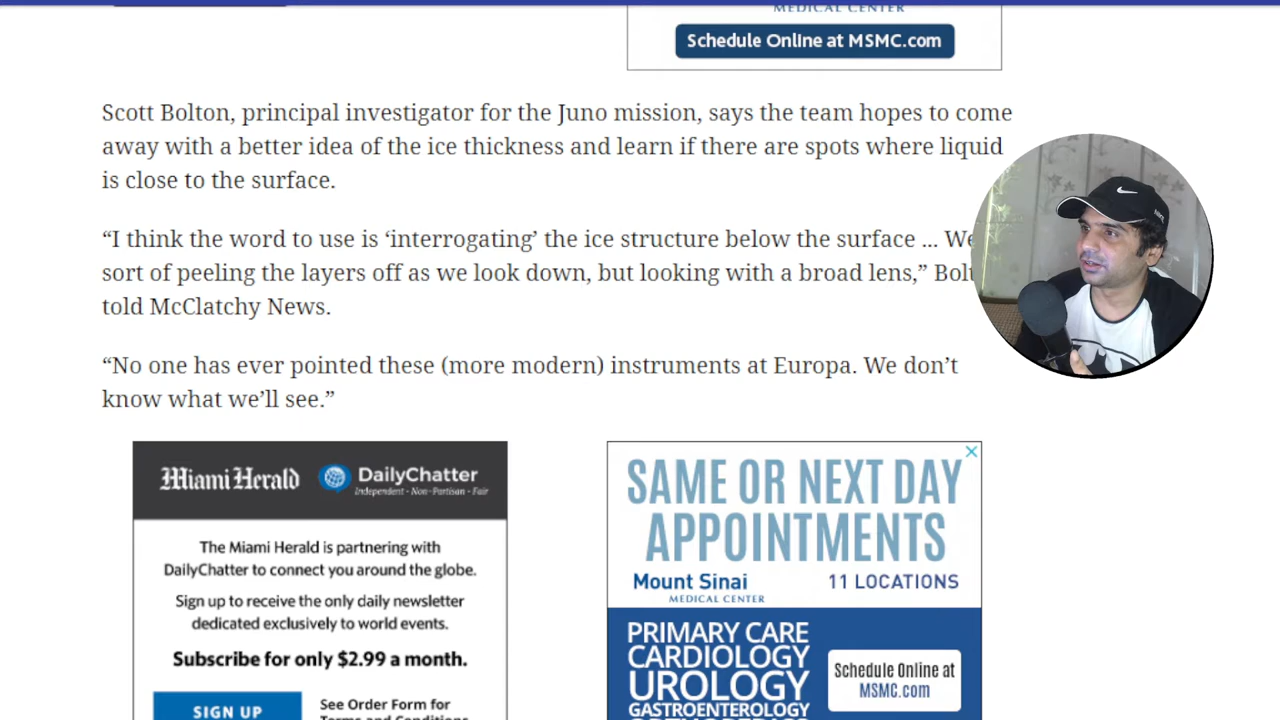 MEDICAL CENTER
Schedule Online at MSMC.com
Scott Bolton, principal investigator for the Juno mission, says the team hopes to come
away with a better idea of the ice thickness and learn if there are spots where liquid
is close to the surface.
“I think the word to use is ‘interrogating’ the ice structure below the surface ... We
sort of peeling the layers off as we look down, but looking with a broad lens,”
told McClatchy News.
“No one has ever pointed these (more modern) instruments at Europa. We don’t
know what we’ll see.”
Miami Herald DailyChatter
Independent - Non-Partisan - Fair
The Miami Herald is partnering with
DailyChatter to connect you around the globe.
Sign up to receive the only daily newsletter
dedicated exclusively to world events.
Subscribe for only $2.99 a month.
SIGN UP
See Order Form for
Terms and Conditions
SAME OR NEXT DAY
APPOINTMENTS
Mount Sinai
MEDICAL CENTER
11 LOCATIONS
PRIMARY CARE
CARDIOLOGY
UROLOGY
GASTROENTEROLOGY
ORTHOPEDICS
Schedule Online at
MSMC.com